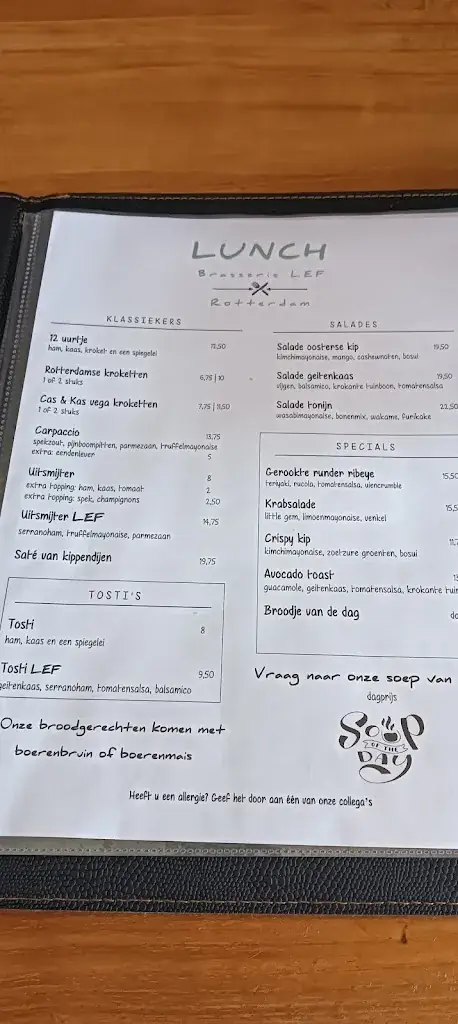 LUNCH
Brasserie LEF
Rotterdam
KLASSIEKERS
12 uurtje
ham, kaas, kroket en een spiegelei
Rotterdamse kroketten 6,75 | 10
1 of 2 stuks
Cas & Kas vega kroketten 7,75 | 11,50
1 of 2 stuks
Carpaccio 13,75
spekzout, pijnboompitten, parmezaan, truffelmayonaise
extra: eendenlever 5
Uitsmijter 8
extra topping: ham, kaas, tomaat 2
extra topping: spek, champignons 2,50
Uitsmijter LEF 14,75
serranoham, truffelmayonaise, parmezaan
Saté van kippendijen 19,75
TOSTI'S
Tosti 8
ham, kaas en een spiegelei
Tosti LEF 9,50
geitenkaas, serranoham, tomatensalsa, balsamico
Onze broodgerechten komen met
boerenbruin of boerenmais
SALADES
Salade oosterse kip 19,50
kimchimayonaise, mango, cashewnoten, bosui
Salade geitenkaas 19,50
vijgen, balsamico, krokante tuinboon, tomatensalsa
Salade tonijn 22,50
wasabimayonaise, bonenmix, wakame, furikake
SPECIALS
Gerookte runder ribeye 15,50
teriyaki, rucola, tomatensalsa, uiencrumble
Krabsalade 15,5
little gem, limoenmayonaise, venkel
Crispy kip
kimchimayonaise, zoetzure groenten, bosui
Avocado toast
guacamole, geitenkaas, tomatensalsa, krokante tuin
Broodje van de dag
Vraag naar onze soep van
dagprijs
Soup
OF THE
DAY
Heeft u een allergie? Geef het door aan één van onze collega's